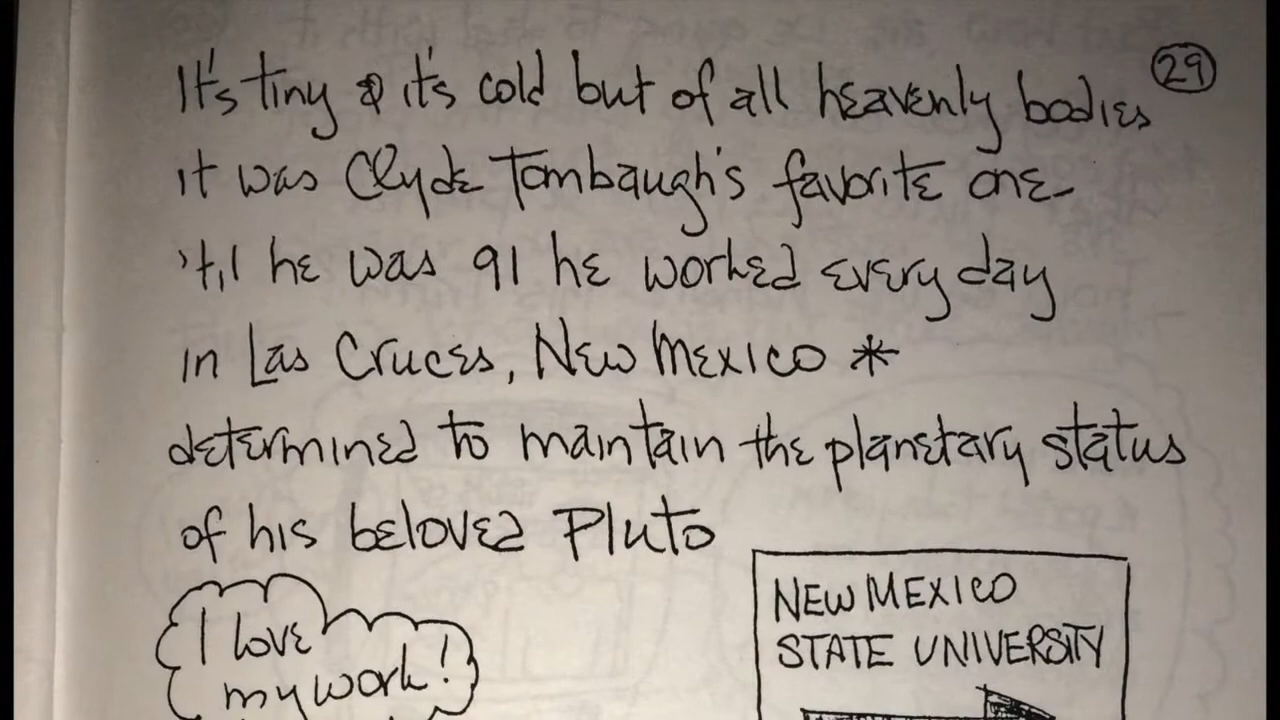 29
It's tiny & it's cold but of all heavenly bodies
it was Clyde Tombaugh's favorite one
'til he was 91 he worked every day
in Las Cruces, New Mexico *
determined to maintain the planetary status
of his beloved Pluto
I love
my work!
NEW MEXICO
STATE UNIVERSITY